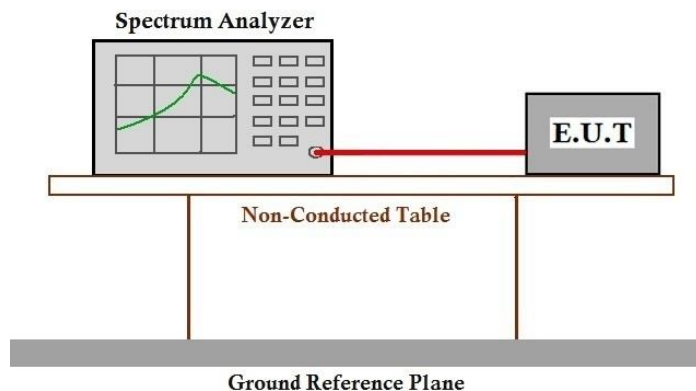 Spectrum Analyzer
E.U.T
Non-Conducted Table
Ground Reference Plane